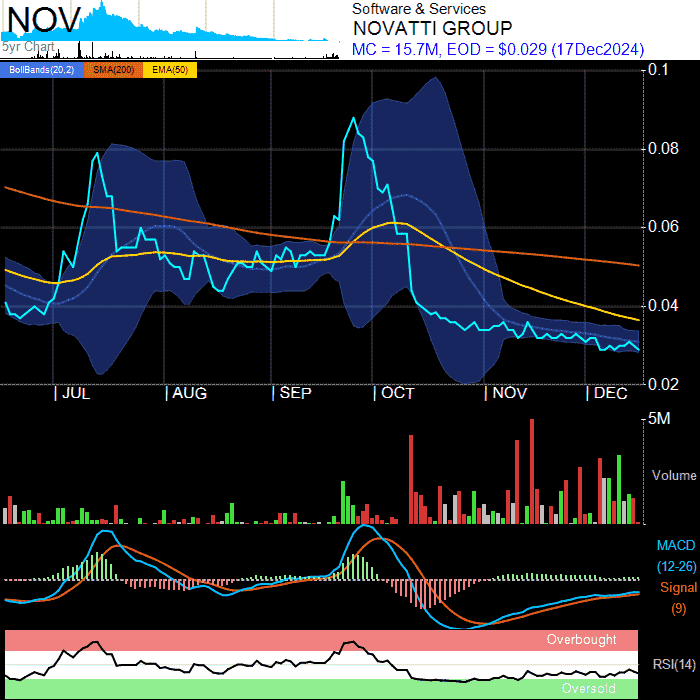 NOV
Software & Services
NOVATTI GROUP
MC = 15.7M, EOD = $0.029 (17Dec2024)
5yr Chart
BollBands(20,2) SMA(200) EMA(50)
0.1
0.08
0.06
0.04
0.02
JUL AUG SEP OCT NOV DEC
5M
Volume
MACD
(12-26)
Signal
(9)
Overbought
RSI(14)
Oversold